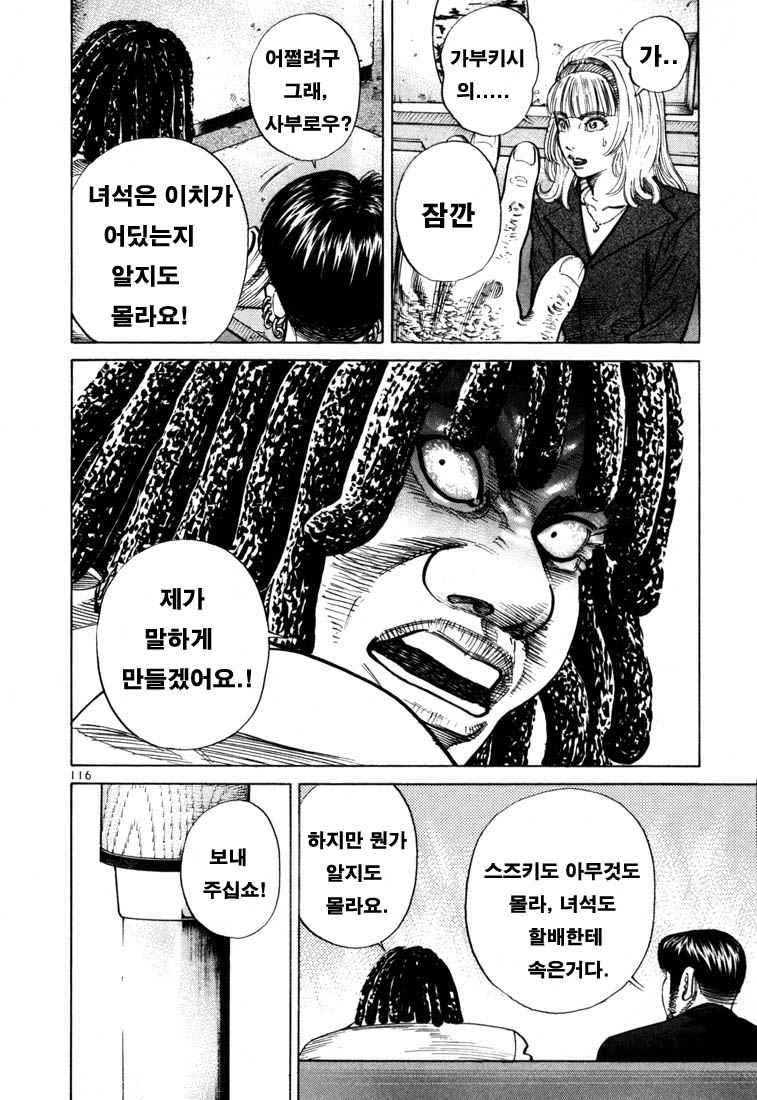 가..
가부키시
의.....
잠깐
어쩔려구
그래,
사부로우?
녀석은 이치가
어딨는지
알지도
몰라요!
제가
말하게
만들겠어요.!
116
스즈키도 아무것도
몰라, 녀석도
할배한테
속은거다.
하지만 뭔가
알지도
몰라요.
보내
주십쇼!